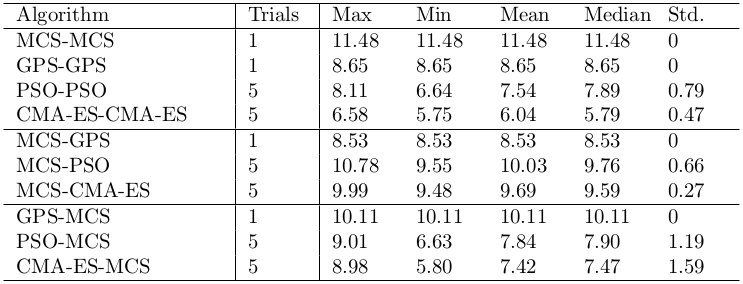 Algorithm Trials Max Min Mean Median Std.
MCS-MCS 1 11.48 11.48 11.48 11.48 0
GPS-GPS 1 8.65 8.65 8.65 8.65 0
PSO-PSO 5 8.11 6.64 7.54 7.89 0.79
CMA-ES-CMA-ES 5 6.58 5.75 6.04 5.79 0.47
MCS-GPS 1 8.53 8.53 8.53 8.53 0
MCS-PSO 5 10.78 9.55 10.03 9.76 0.66
MCS-CMA-ES 5 9.99 9.48 9.69 9.59 0.27
GPS-MCS 1 10.11 10.11 10.11 10.11 0
PSO-MCS 5 9.01 6.63 7.84 7.90 1.19
CMA-ES-MCS 5 8.98 5.80 7.42 7.47 1.59